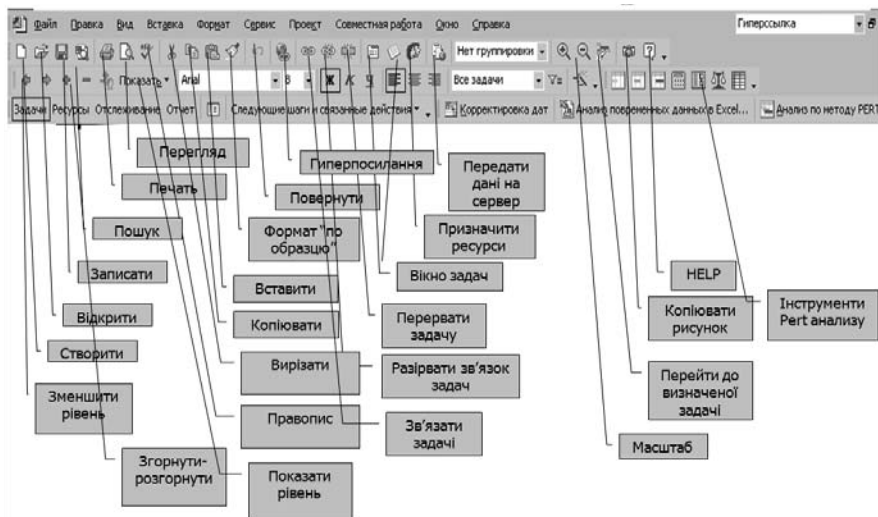 Файл Правка Вид Вставка Формат Сервис Проект Совместная работа Окно Справка Гиперссылка
Нет группировки
Показать Arial 8 Ж К Ч Все задачи
Задачи Ресурсы Отслеживание Отчет Следующие шаги и связанные действия Корректировка дат Анализ повременных данных в Excel... Анализ по методу PERT
Перегляд
Гиперпосилання
Передати
дані на
сервер
Печать
Повернути
Пошук
Формат “по
образцю”
Призначити
ресурси
Записати
Вікно задач
HELP
Вставити
Відкрити
Копіювати
Перервати
задачу
Копіювати
рисунок
Інструменти
Pert анализу
Створити
Вирізати
Разірвати зв’язок
задач
Зменшити
рівень
Перейти до
визначеної
задачі
Правопис
Зв’язати
задачі
Масштаб
Згорнути-
розгорнути
Показати
рівень